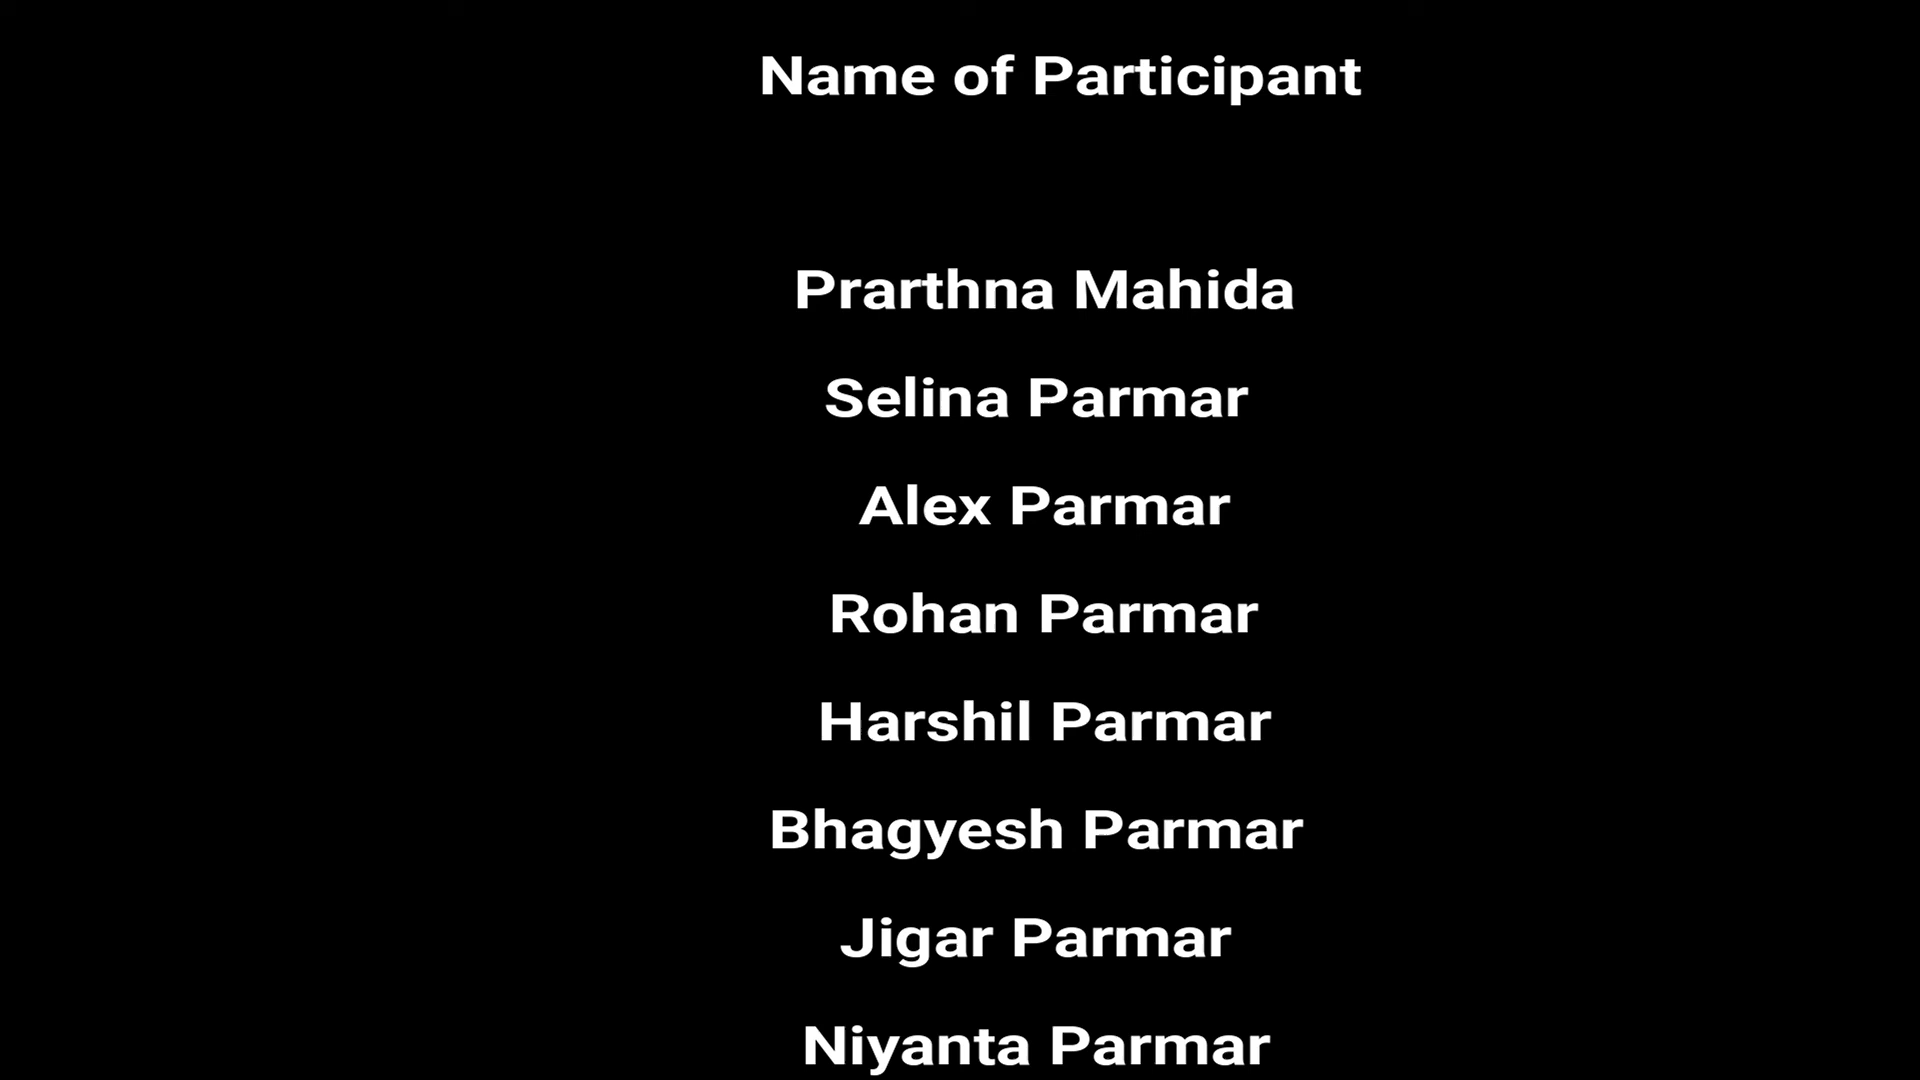 Name of Participant
Prarthna Mahida
Selina Parmar
Alex Parmar
Rohan Parmar
Harshil Parmar
Bhagyesh Parmar
Jigar Parmar
Niyanta Parmar